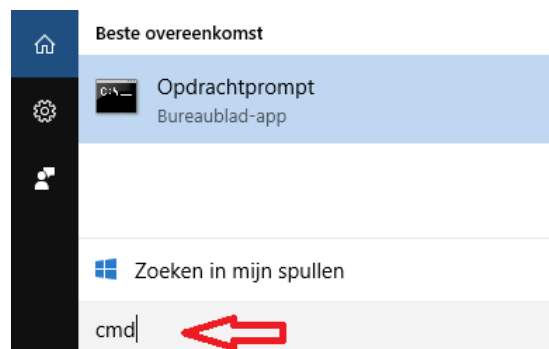 Beste overeenkomst
C:\_
Opdrachtprompt
Bureaublad-app
Zoeken in mijn spullen
cmd